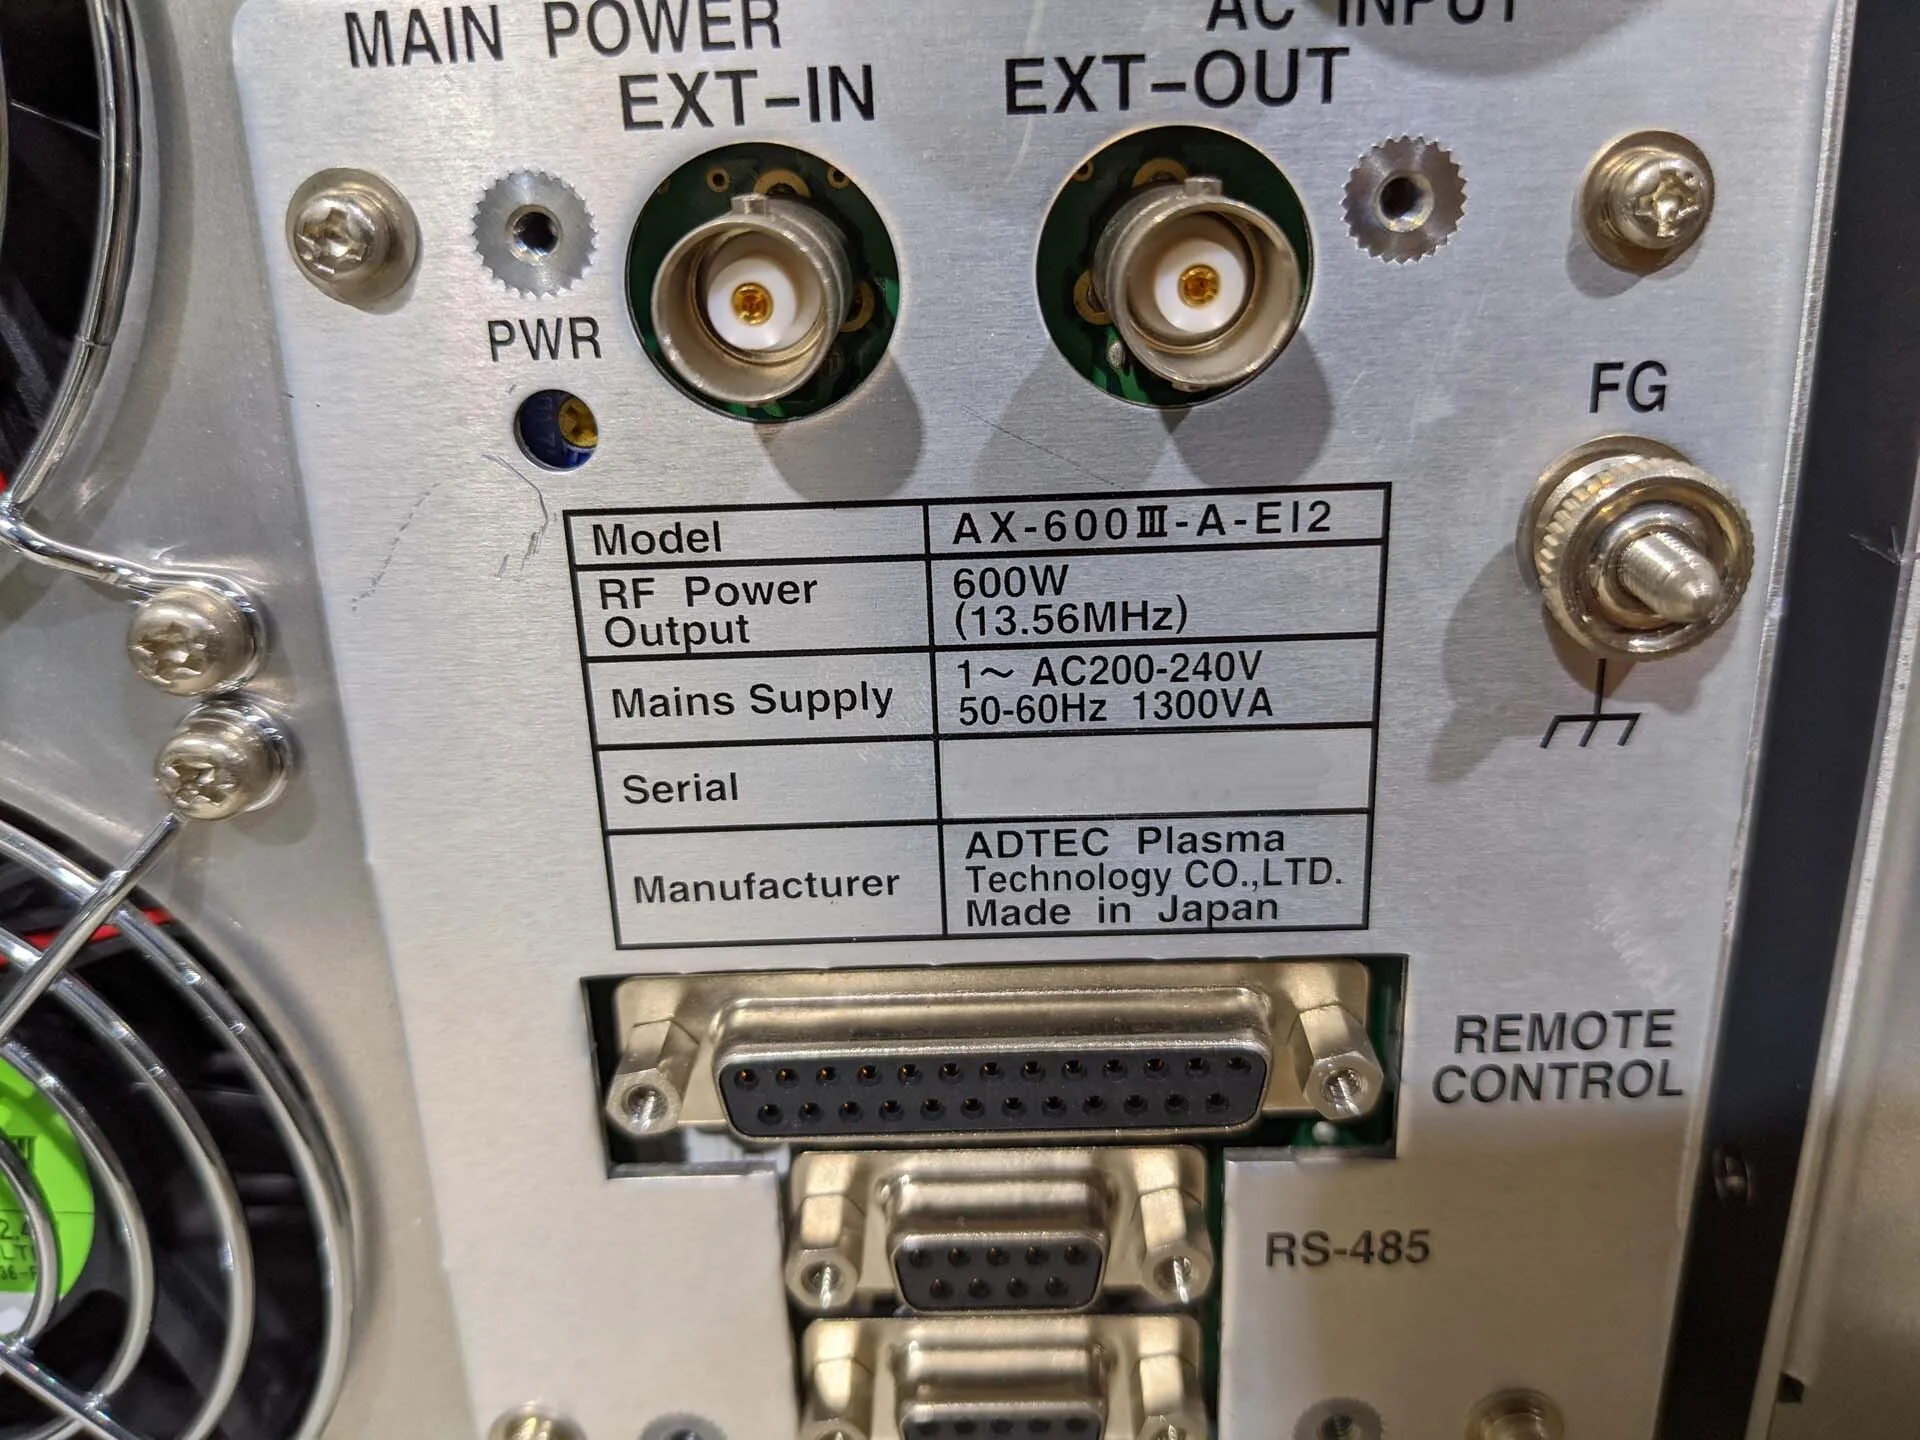 MAIN POWER
AC INPUT
EXT-IN
EXT-OUT
PWR
FG
Model
AX-600Ⅲ-A-EI2
RF Power
Output
600W
(13.56MHz)
Mains Supply
1～ AC200-240V
50-60Hz 1300VA
Serial
Manufacturer
ADTEC Plasma
Technology CO.,LTD.
Made in Japan
REMOTE
CONTROL
RS-485